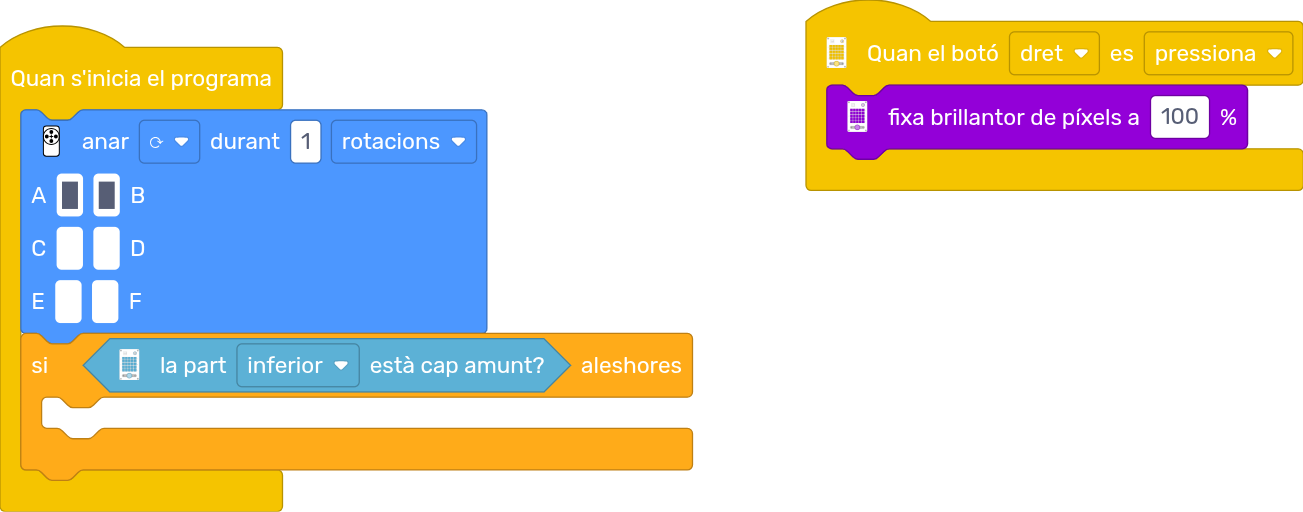 Quan s'inicia el programa
anar ⟳ durant 1 rotacions
A B
C D
E F
si la part inferior està cap amunt? aleshores
Quan el botó dret es pressiona
fixa brillantor de píxels a 100 %